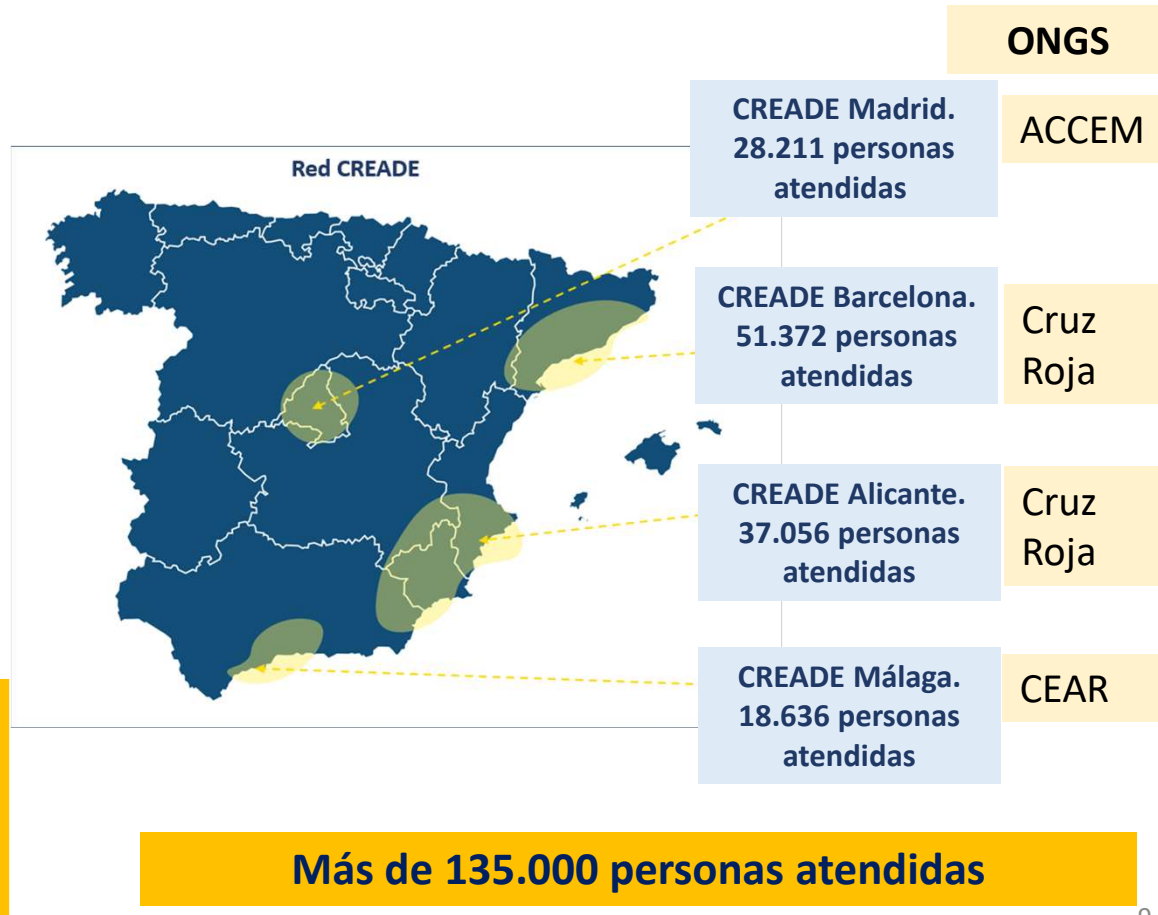 ONGS
CREADE Madrid.
28.211 personas
atendidas
ACCEM
Red CREADE
CREADE Barcelona.
51.372 personas
atendidas
Cruz
Roja
CREADE Alicante.
37.056 personas
atendidas
Cruz
Roja
CREADE Málaga.
18.636 personas
atendidas
CEAR
Más de 135.000 personas atendidas